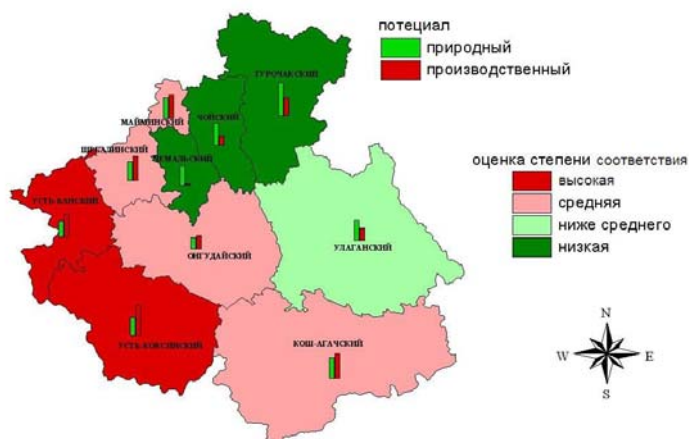 потециал
природный
производственный
ТУРОЧАКСКИЙ
МАЙМИНСКИЙ
ЧОЙСКИЙ
ШЕБАЛИНСКИЙ
ЧЕМАЛЬСКИЙ
оценка степени соответствия
высокая
средняя
ниже среднего
низкая
УСТЬ-КАНСКИЙ
ОНГУДАЙСКИЙ
УЛАГАНСКИЙ
УСТЬ-КОКСИНСКИЙ
КОШ-АГАЧСКИЙ
N
W E
S